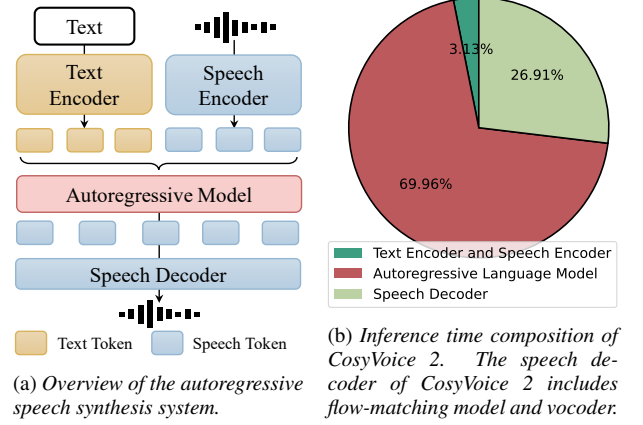 Text
Text
Encoder
Speech
Encoder
Autoregressive Model
Speech Decoder
Text Token
Speech Token
(a) Overview of the autoregressive
speech synthesis system.
3.13%
26.91%
69.96%
Text Encoder and Speech Encoder
Autoregressive Language Model
Speech Decoder
(b) Inference time composition of
CosyVoice 2. The speech de-
coder of CosyVoice 2 includes
flow-matching model and vocoder.